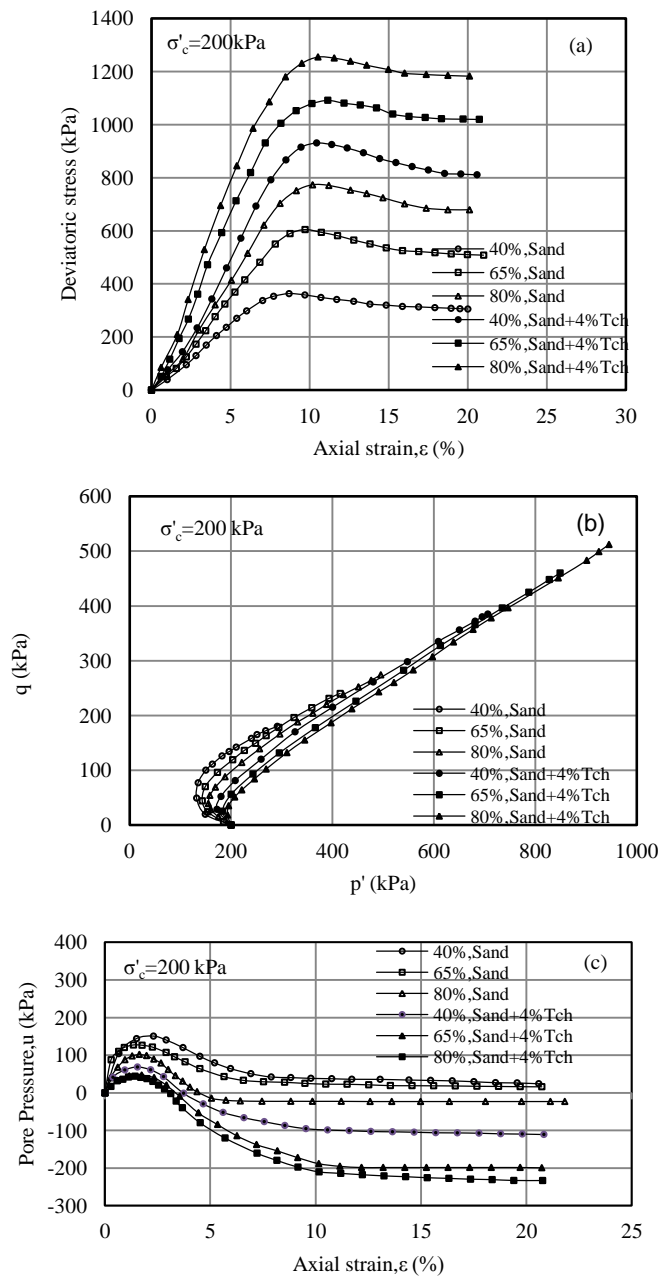 σ'c=200kPa
(a)
1400
1200
1000
800
600
400
200
0
Deviatoric stress (kPa)
40%,Sand
65%,Sand
80%,Sand
40%,Sand+4%Tch
65%,Sand+4%Tch
80%,Sand+4%Tch
0 5 10 15 20 25 30
Axial strain,ε (%)
σ'c=200 kPa
(b)
600
500
400
300
200
100
0
q (kPa)
40%,Sand
65%,Sand
80%,Sand
40%,Sand+4%Tch
65%,Sand+4%Tch
80%,Sand+4%Tch
0 200 400 600 800 1000
p' (kPa)
σ'c=200 kPa
(c)
400
300
200
100
0
-100
-200
-300
Pore Pressure,u (kPa)
40%,Sand
65%,Sand
80%,Sand
40%,Sand+4%Tch
65%,Sand+4%Tch
80%,Sand+4%Tch
0 5 10 15 20 25
Axial strain,ε (%)